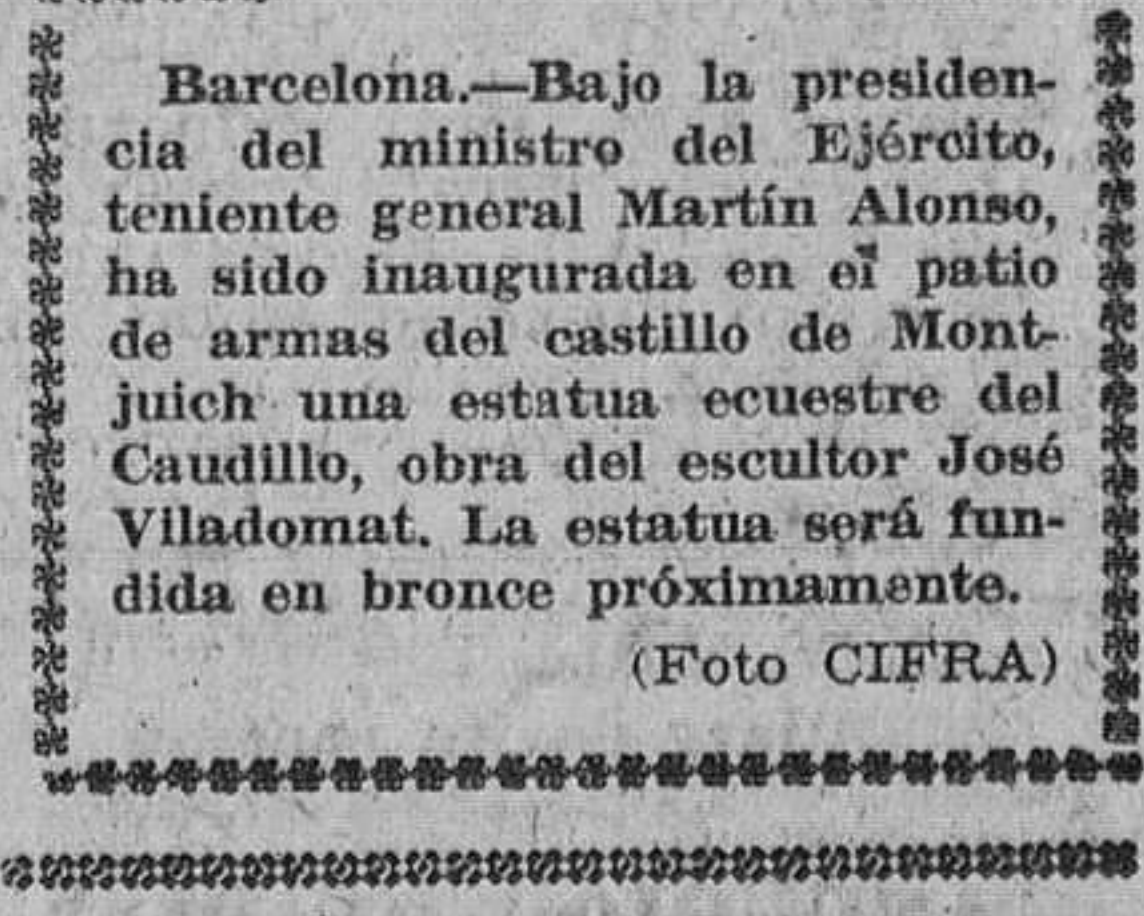 Barcelona.—Bajo la presiden-
cia del ministro del Ejército,
teniente general Martín Alonso,
ha sido inaugurada en el patio
de armas del castillo de Mont-
juich una estatua ecuestre del
Caudillo, obra del escultor José
Viladomat. La estatua será fun-
dida en bronce próximamente.
(Foto CIFRA)